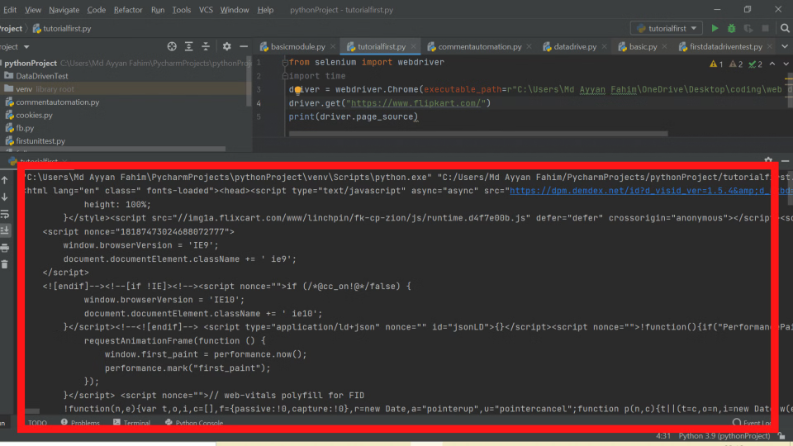 Edit View Navigate Code Refactor Run Tools VCS Window Help pythonProject - tutorialfirst.py
Project tutorialfirst.py tutorialfirst
roject basicmodule.py tutorialfirst.py commentautomation.py datadrive.py basic.py firstdatadriventest.py
pythonProject C:\Users\Md Ayyan Fahim\PycharmProjects\pythonProj
DataDrivenTest
venv library root
commentautomation.py
cookies.py
fb.py
firstunittest.py
1 from selenium import webdriver 1 2 2
2 import time
3 driver = webdriver.Chrome(executable_path=r"C:\Users\Md Ayyan Fahim\OneDrive\Desktop\coding\web
4 driver.get("https://www.flipkart.com/")
5 print(driver.page_source)
tutorialfirst
"C:\Users\Md Ayyan Fahim\PycharmProjects\pythonProject\venv\Scripts\python.exe" "C:/Users/Md Ayyan Fahim/PycharmProjects/pythonProject/tutorialfirst.
html lang="en" class=" fonts-loaded"><head><script type="text/javascript" async="async" src="https://dpm.demdex.net/id?d_visid_ver=1.5.4&amp;d_
height: 100%;
}</style><script src="//img1a.flixcart.com/www/linchpin/fk-cp-zion/js/runtime.d4f7e00b.js" defer="defer" crossorigin="anonymous"></script>
<script nonce="18187473024688072777">
window.browserVersion = 'IE9';
document.documentElement.className += ' ie9';
</script>
<![endif]--><!--[if !IE]><!--><script nonce="">if (/*@cc_on!@*/false) {
window.browserVersion = 'IE10';
document.documentElement.className += ' ie10';
}</script><!--<![endif]--> <script type="application/ld+json" nonce="" id="jsonLD">{}</script><script nonce="">!function(){if("Performance
requestAnimationFrame(function () {
window.first_paint = performance.now();
performance.mark("first_paint");
});
}</script> <script nonce="">// web-vitals polyfill for FID
!function(n,e){var t,o,i,c=[],f={passive:!0,capture:!0},r=new Date,a="pointerup",u="pointercancel";function p(n,c){t||(t=c,o=n,i=new Date
TODO Problems Terminal Python Console Event Log
4:31 Python 3.9 (pythonProject)